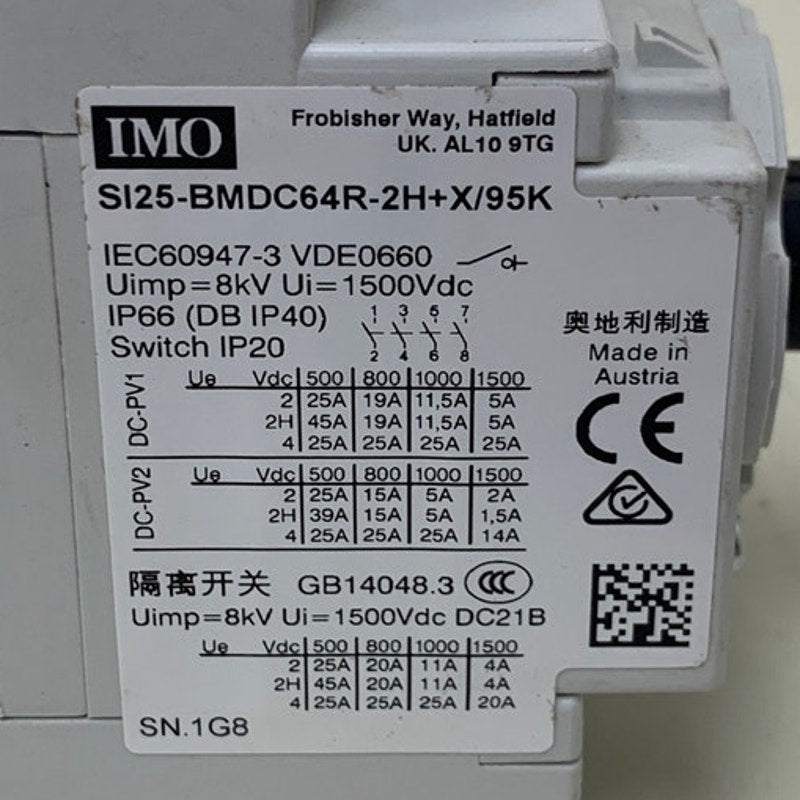 IMO
Frobisher Way, Hatfield
UK. AL10 9TG
SI25-BMDC64R-2H+X/95K
IEC60947-3 VDE0660
Uimp=8kV Ui=1500Vdc
IP66 (DB IP40)
Switch IP20
1 3 5 7
2 4 6 8
奥地利制造
Made in
Austria
CE
DC-PV1
Ue Vdc 500 800 1000 1500
2 25A 19A 11,5A 5A
2H 45A 19A 11,5A 5A
4 25A 25A 25A 25A
DC-PV2
Ue Vdc 500 800 1000 1500
2 25A 15A 5A 2A
2H 39A 15A 5A 1,5A
4 25A 25A 25A 14A
隔离开关 GB14048.3 CCC
Uimp=8kV Ui=1500Vdc DC21B
Ue Vdc 500 800 1000 1500
2 25A 20A 11A 4A
2H 45A 20A 11A 4A
4 25A 25A 25A 20A
SN.1G8